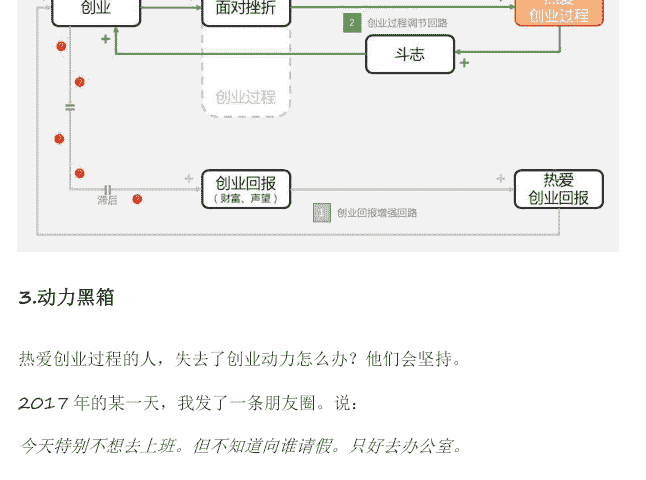 创业
面对挫折
热爱
创业过程
2 创业过程调节回路
斗志
创业过程
创业回报
（财富、声望）
热爱
创业回报
滞后
创业回报增强回路
3.动力黑箱
热爱创业过程的人，失去了创业动力怎么办？他们会坚持。
2017 年的某一天，我发了一条朋友圈。说：
今天特别不想去上班。但不知道向谁请假。只好去办公室。